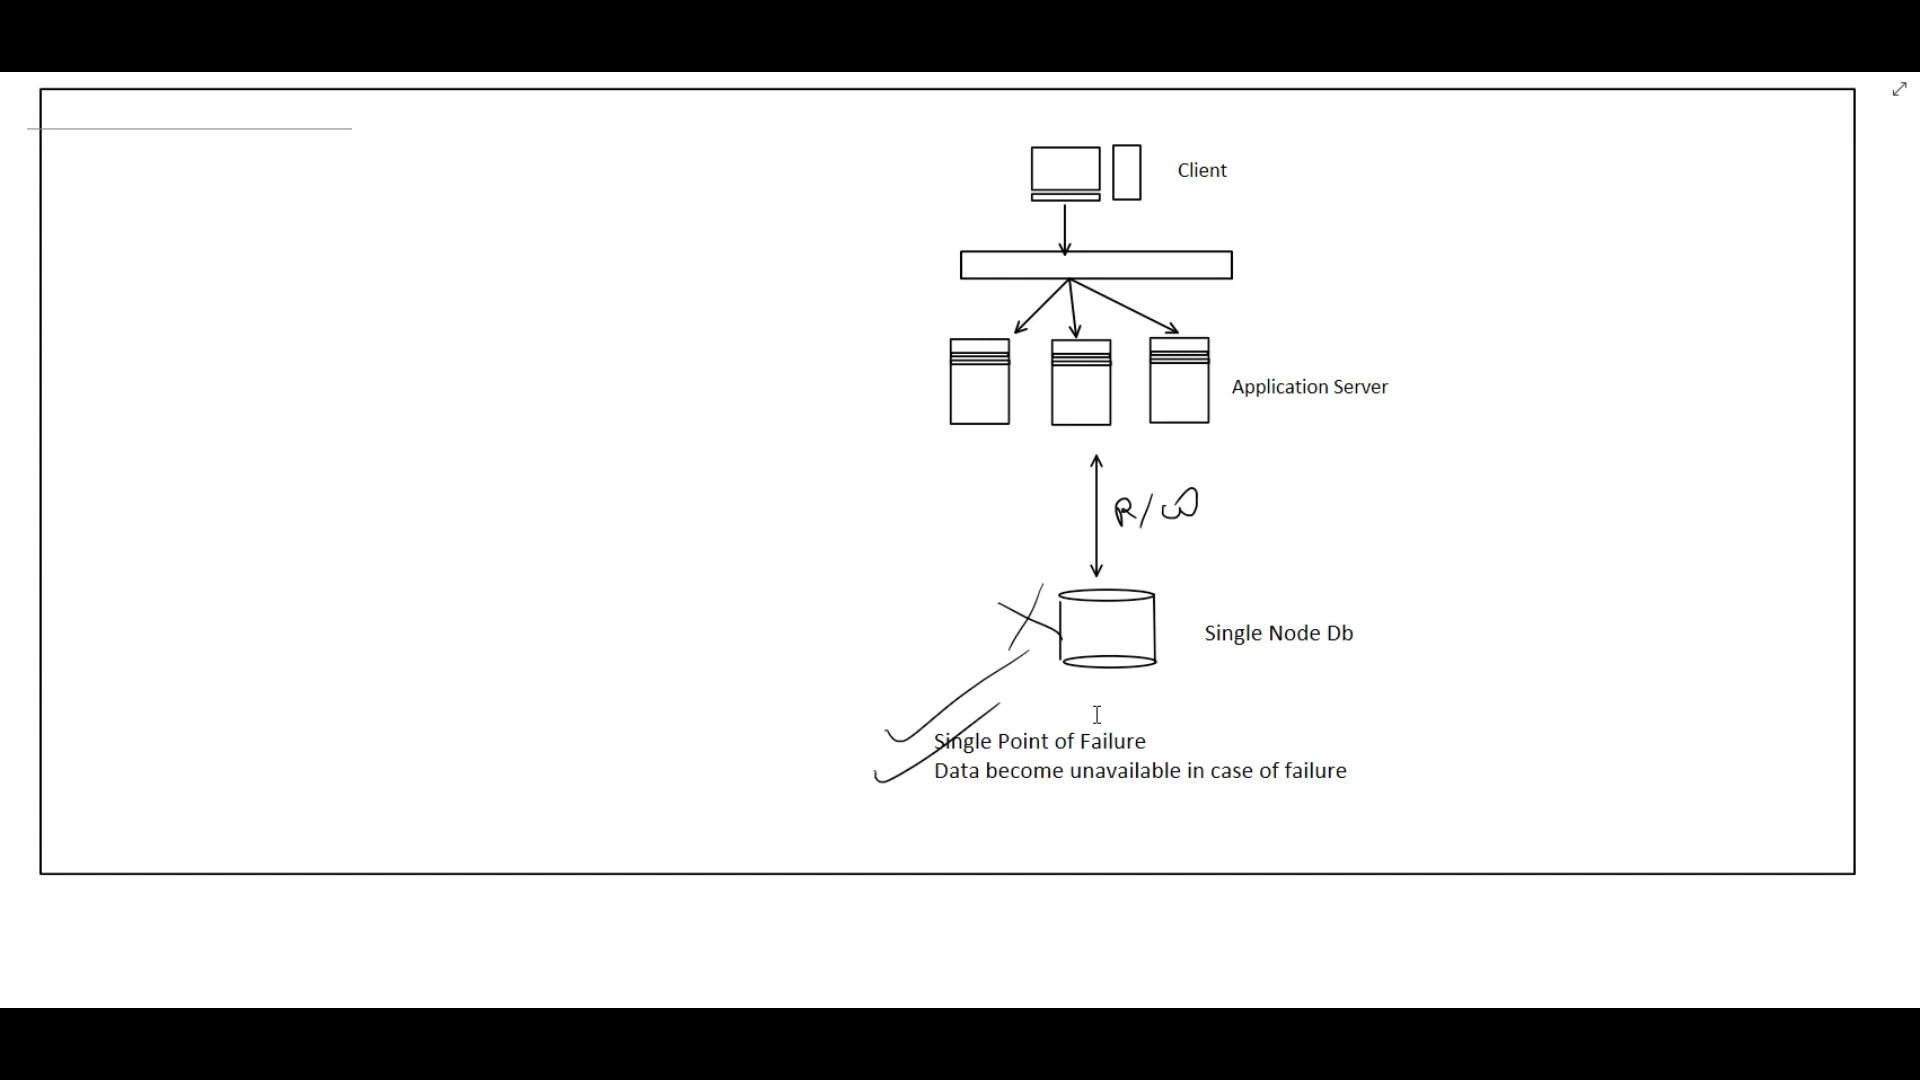 Client
Application Server
R/W
Single Node Db
Single Point of Failure
Data become unavailable in case of failure